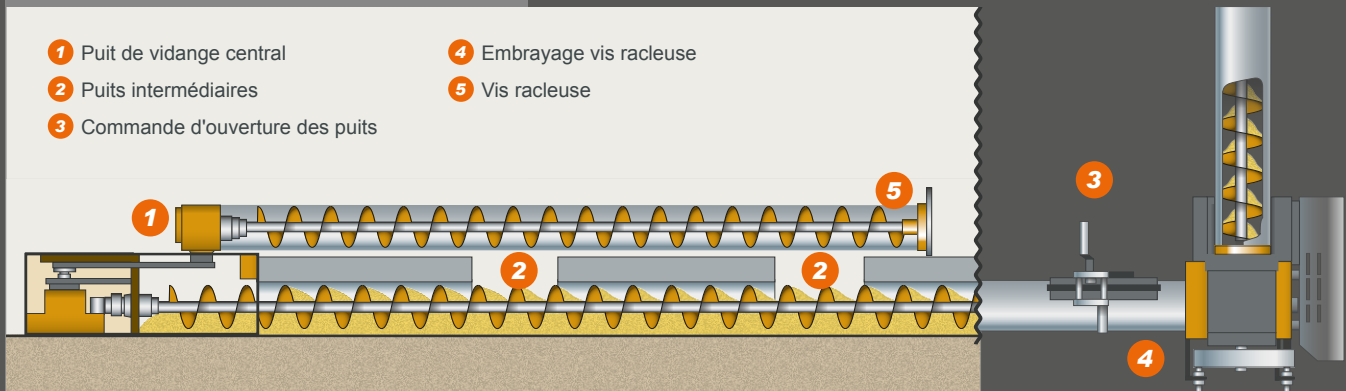 1 Puit de vidange central
2 Puits intermédiaires
3 Commande d'ouverture des puits
4 Embrayage vis racleuse
5 Vis racleuse
1
5
2
2
3
4